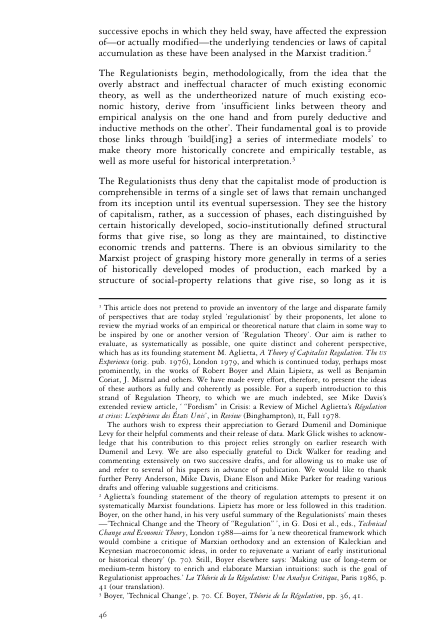 successive epochs in which they held sway, have affected the expression
of—or actually modified—the underlying tendencies or laws of capital
accumulation as these have been analysed in the Marxist tradition.²
The Regulationists begin, methodologically, from the idea that the
overly abstract and ineffectual character of much existing economic
theory, as well as the undertheorized nature of much existing eco-
nomic history, derive from 'insufficient links between theory and
empirical analysis on the one hand and from purely deductive and
inductive methods on the other'. Their fundamental goal is to provide
those links through 'build[ing} a series of intermediate models' to
make theory more historically concrete and empirically testable, as
well as more useful for historical interpretation.³
The Regulationists thus deny that the capitalist mode of production is
comprehensible in terms of a single set of laws that remain unchanged
from its inception until its eventual supersession. They see the history
of capitalism, rather, as a succession of phases, each distinguished by
certain historically developed, socio-institutionally defined structural
forms that give rise, so long as they are maintained, to distinctive
economic trends and patterns. There is an obvious similarity to the
Marxist project of grasping history more generally in terms of a series
of historically developed modes of production, each marked by a
structure of social-property relations that give rise, so long as it is
¹ This article does not pretend to provide an inventory of the large and disparate family
of perspectives that are today styled 'regulationist' by their proponents, let alone to
review the myriad works of an empirical or theoretical nature that claim in some way to
be inspired by one or another version of 'Regulation Theory'. Our aim is rather to
evaluate, as systematically as possible, one quite distinct and coherent perspective,
which has as its founding statement M. Aglietta, A Theory of Capitalist Regulation. The US
Experience (orig. pub. 1976), London 1979, and which is continued today, perhaps most
prominently, in the works of Robert Boyer and Alain Lipietz, as well as Benjamin
Coriat, J. Mistral and others. We have made every effort, therefore, to present the ideas
of these authors as fully and coherently as possible. For a superb introduction to this
strand of Regulation Theory, to which we are much indebted, see Mike Davis's
extended review article, ' "Fordism" in Crisis: a Review of Michel Aglietta's Régulation
et crises: L'expérience des États Unis', in Review (Binghampton), II, Fall 1978.
The authors wish to express their appreciation to Gerard Dumenil and Dominique
Levy for their helpful comments and their release of data. Mark Glick wishes to acknow-
ledge that his contribution to this project relies strongly on earlier research with
Dumenil and Levy. We are also especially grateful to Dick Walker for reading and
commenting extensively on two successive drafts, and for allowing us to make use of
and refer to several of his papers in advance of publication. We would like to thank
further Perry Anderson, Mike Davis, Diane Elson and Mike Parker for reading various
drafts and offering valuable suggestions and criticisms.
² Aglietta's founding statement of the theory of regulation attempts to present it on
systematically Marxist foundations. Lipietz has more or less followed in this tradition.
Boyer, on the other hand, in his very useful summary of the Regulationists' main theses
—'Technical Change and the Theory of "Regulation" ', in G. Dosi et al., eds., Technical
Change and Economic Theory, London 1988—aims for 'a new theoretical framework which
would combine a critique of Marxian orthodoxy and an extension of Kaleckian and
Keynesian macroeconomic ideas, in order to rejuvenate a variant of early institutional
or historical theory' (p. 70). Still, Boyer elsewhere says: 'Making use of long-term or
medium-term history to enrich and elaborate Marxian intuitions: such is the goal of
Regulationist approaches.' La Théorie de la Régulation: Une Analyse Critique, Paris 1986, p.
41 (our translation).
³ Boyer, 'Technical Change', p. 70. Cf. Boyer, Théorie de la Régulation, pp. 36, 41.
46